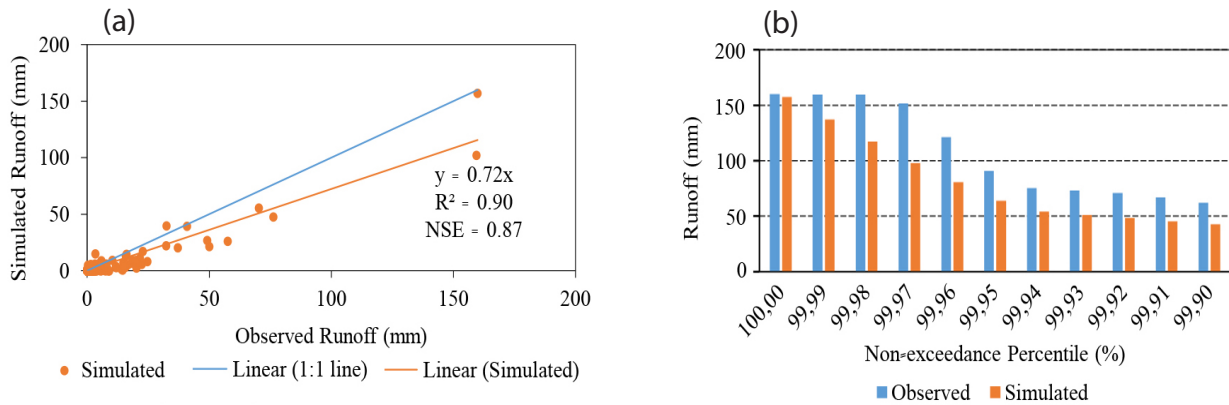 (a)
200
150
100
50
0
Simulated Runoff (mm)
y = 0.72x
R² = 0.90
NSE = 0.87
0 50 100 150 200
Observed Runoff (mm)
Simulated Linear (1:1 line) Linear (Simulated)
(b)
200
150
100
50
0
Runoff (mm)
100,00 99,99 99,98 99,97 99,96 99,95 99,94 99,93 99,92 99,91 99,90
Non-exceedance Percentile (%)
Observed Simulated